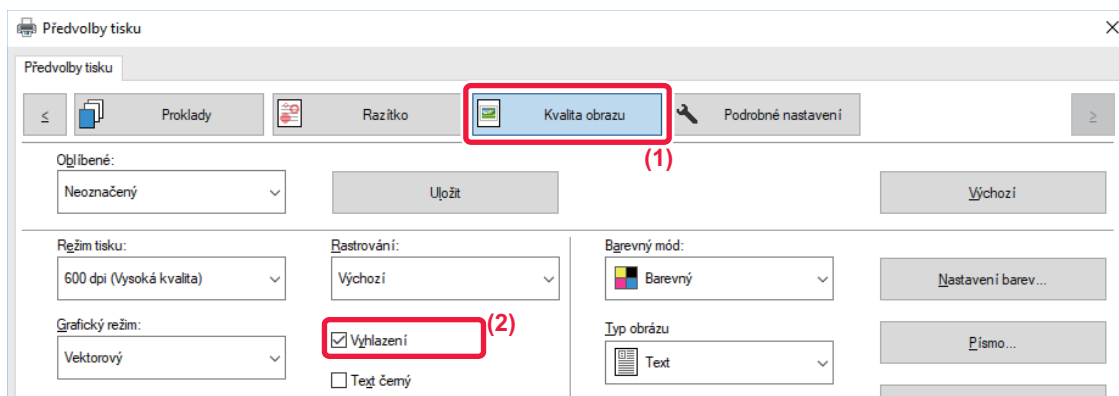 Předvolby tisku
Předvolby tisku
< Proklady Razítko Kvalita obrazu Podrobné nastavení >
(1)
Oblíbené:
Neoznačený Uložit Výchozí
Režim tisku: Rastrování: Barevný mód:
600 dpi (Vysoká kvalita) Výchozí Barevný Nastavení barev...
Grafický režim: (2) Typ obrázu
Vyhlazení Písmo...
Vektorový Text
Text černý